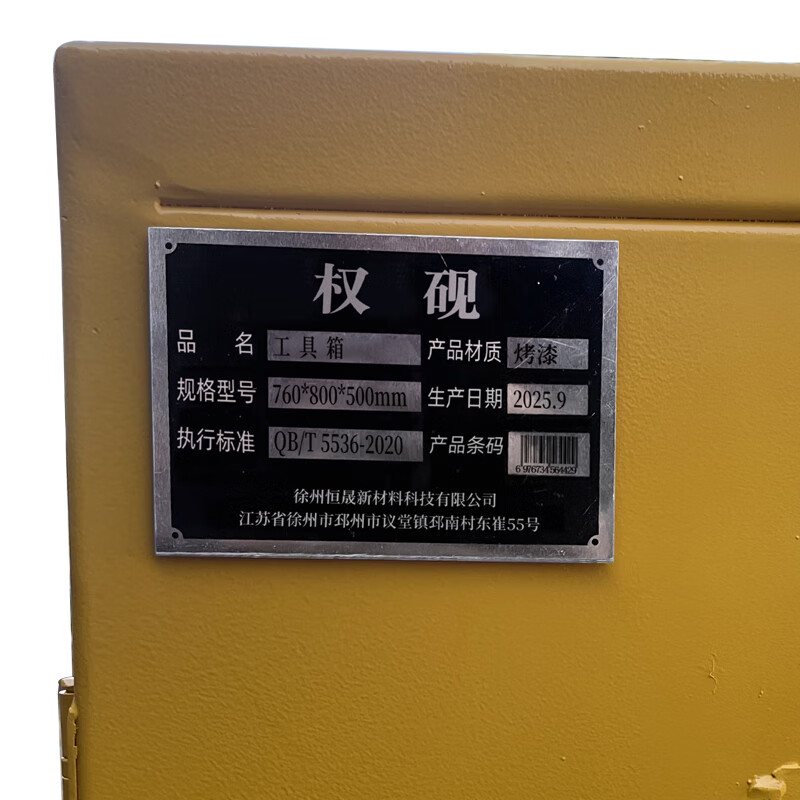 权 砚
品 名 工具箱 产品材质 烤漆
规格型号 760*800*500mm 生产日期 2025.9
执行标准 QB/T 5536-2020 产品条码
6 976734 564429
徐州恒晟新材料科技有限公司
江苏省徐州市邳州市议堂镇邳南村东崔55号